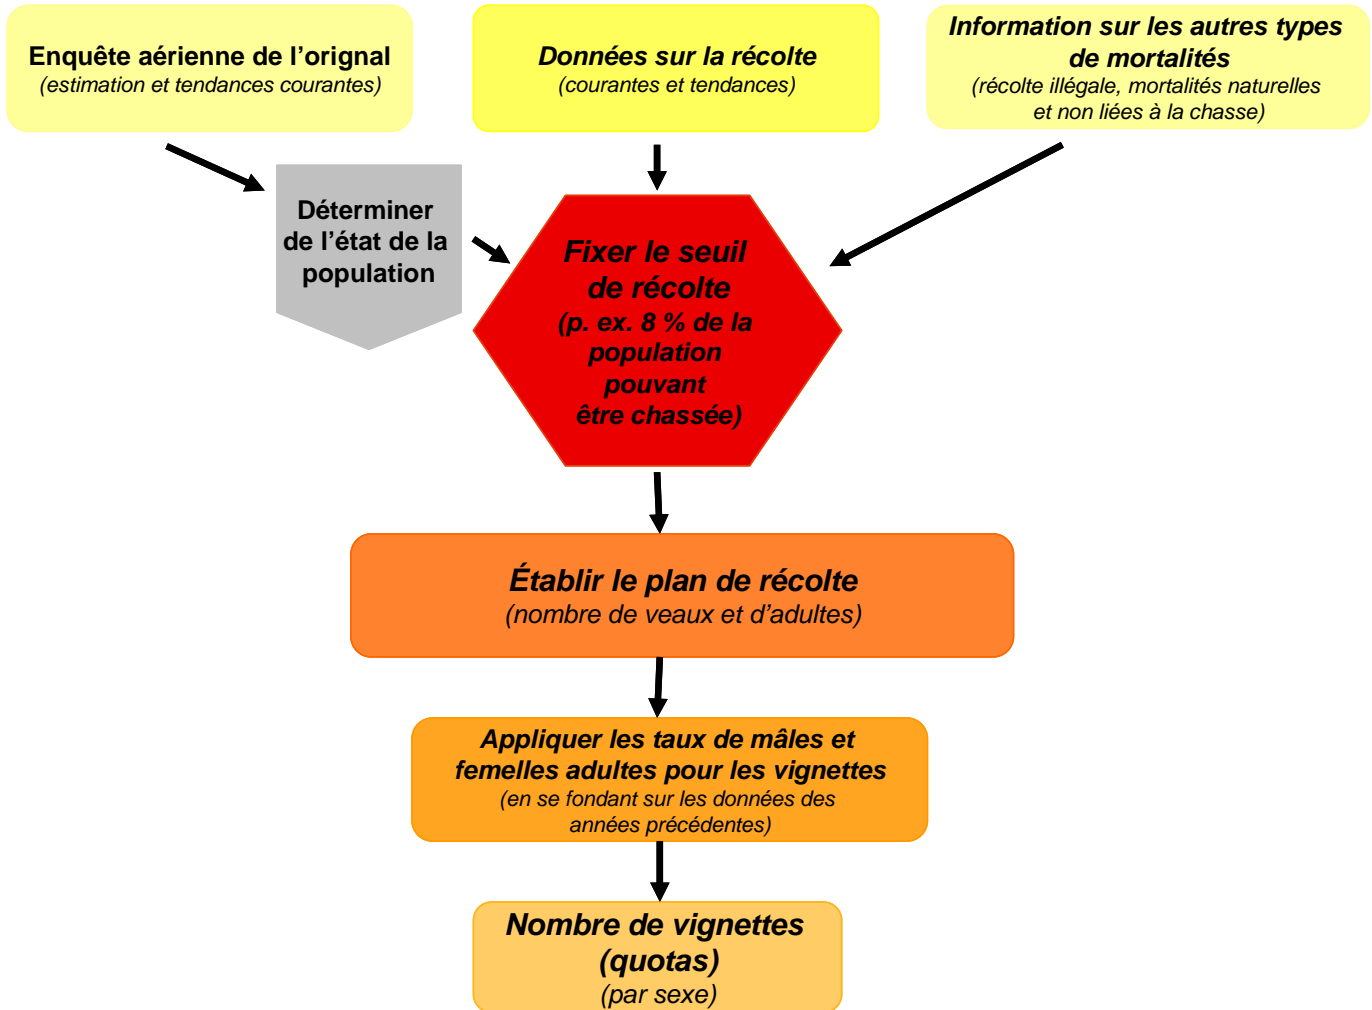 Enquête aérienne de l’orignal
(estimation et tendances courantes)
Données sur la récolte
(courantes et tendances)
Information sur les autres types
de mortalités
(récolte illégale, mortalités naturelles
et non liées à la chasse)
Déterminer
de l’état de la
population
Fixer le seuil
de récolte
(p. ex. 8 % de la
population
pouvant
être chassée)
Établir le plan de récolte
(nombre de veaux et d’adultes)
Appliquer les taux de mâles et
femelles adultes pour les vignettes
(en se fondant sur les données des
années précédentes)
Nombre de vignettes
(quotas)
(par sexe)